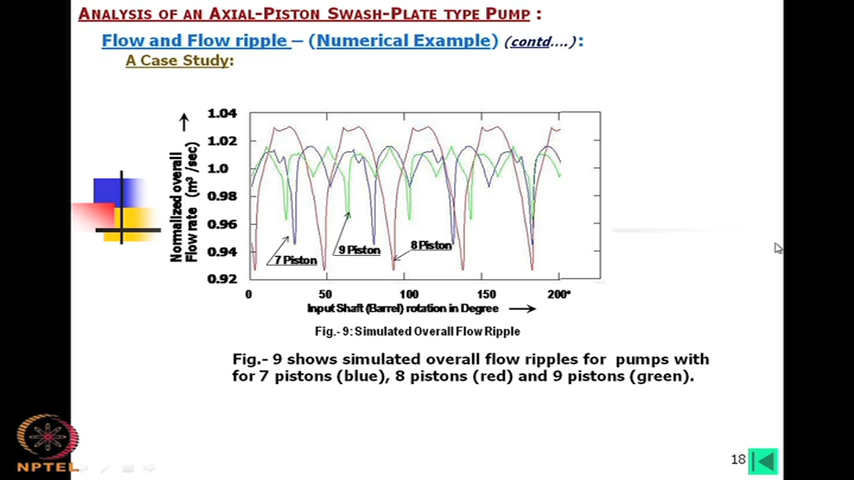 ANALYSIS OF AN AXIAL-PISTON SWASH-PLATE TYPE PUMP :
Flow and Flow ripple – (Numerical Example) (contd….) :
A Case Study:
1.04
1.02
1.0
0.98
0.96
0.94
0.92
Normalized overall
Flow rate (m³ /sec)
7 Piston
9 Piston
8 Piston
0 50 100 150 200°
Input Shaft (Barrel) rotation in Degree
Fig.- 9: Simulated Overall Flow Ripple
Fig.- 9 shows simulated overall flow ripples for pumps with
for 7 pistons (blue), 8 pistons (red) and 9 pistons (green).
NPTEL
18